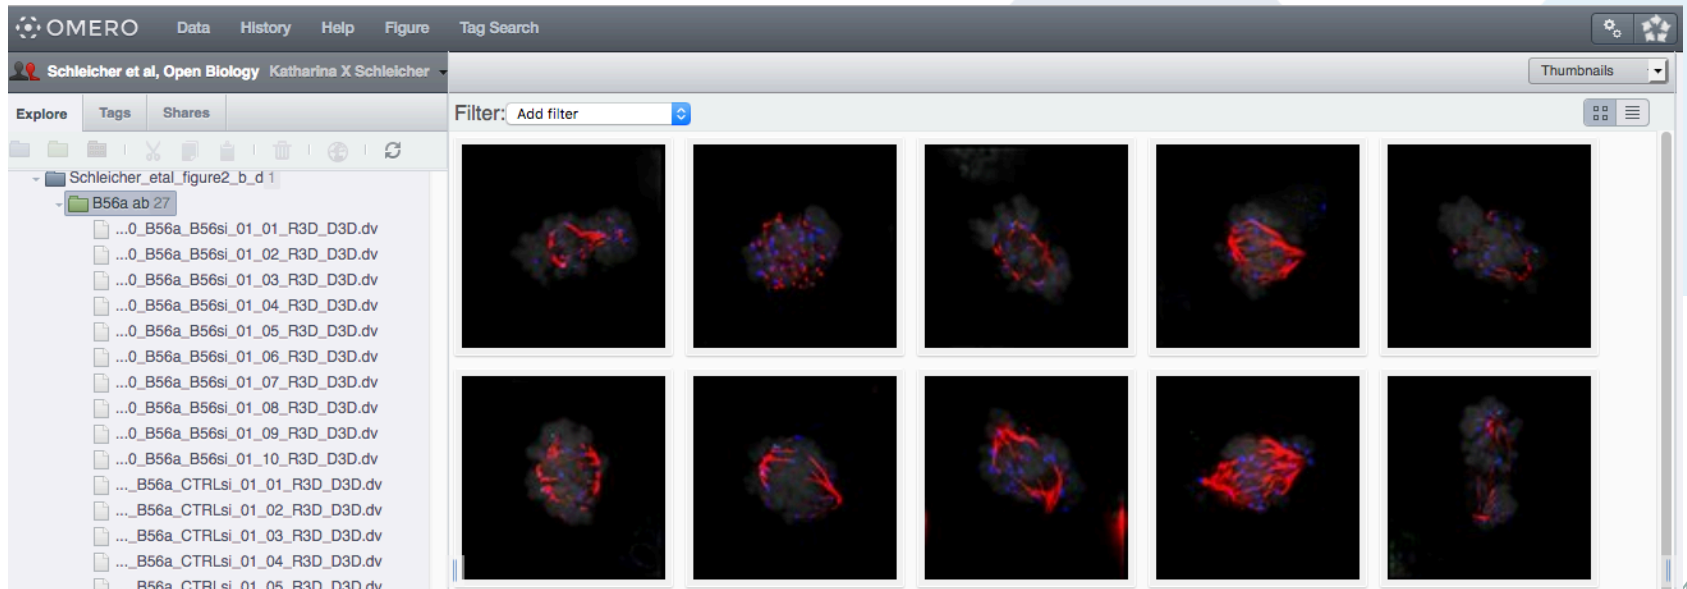 OMERO Data History Help Figure Tag Search
Schleicher et al, Open Biology Katharina X Schleicher
Thumbnails
Explore Tags Shares
Filter: Add filter
Schleicher_etal_figure2_b_d 1
B56a ab 27
...0_B56a_B56si_01_01_R3D_D3D.dv
...0_B56a_B56si_01_02_R3D_D3D.dv
...0_B56a_B56si_01_03_R3D_D3D.dv
...0_B56a_B56si_01_04_R3D_D3D.dv
...0_B56a_B56si_01_05_R3D_D3D.dv
...0_B56a_B56si_01_06_R3D_D3D.dv
...0_B56a_B56si_01_07_R3D_D3D.dv
...0_B56a_B56si_01_08_R3D_D3D.dv
...0_B56a_B56si_01_09_R3D_D3D.dv
...0_B56a_B56si_01_10_R3D_D3D.dv
..._B56a_CTRLsi_01_01_R3D_D3D.dv
..._B56a_CTRLsi_01_02_R3D_D3D.dv
..._B56a_CTRLsi_01_03_R3D_D3D.dv
..._B56a_CTRLsi_01_04_R3D_D3D.dv
B56a_CTRLsi_01_05_R3D_D3D.dv